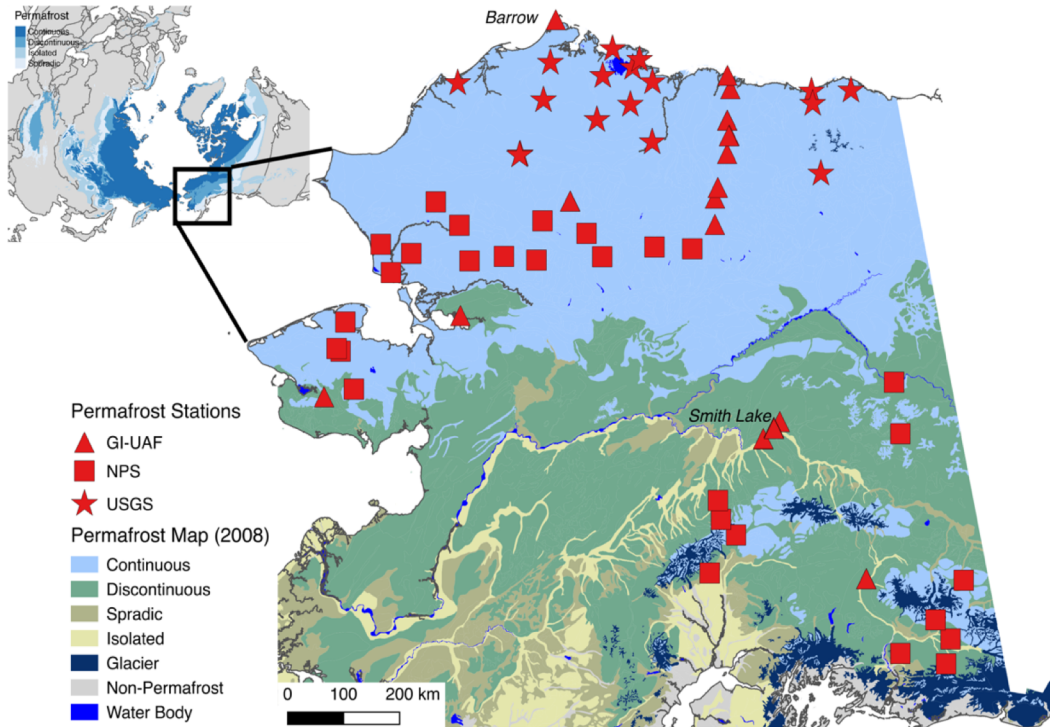 Permafrost
Continuous
Discontinuous
Isolated
Sporadic
Barrow
Smith Lake
Permafrost Stations
GI-UAF
NPS
USGS
Permafrost Map (2008)
Continuous
Discontinuous
Spradic
Isolated
Glacier
Non-Permafrost
Water Body
0 100 200 km